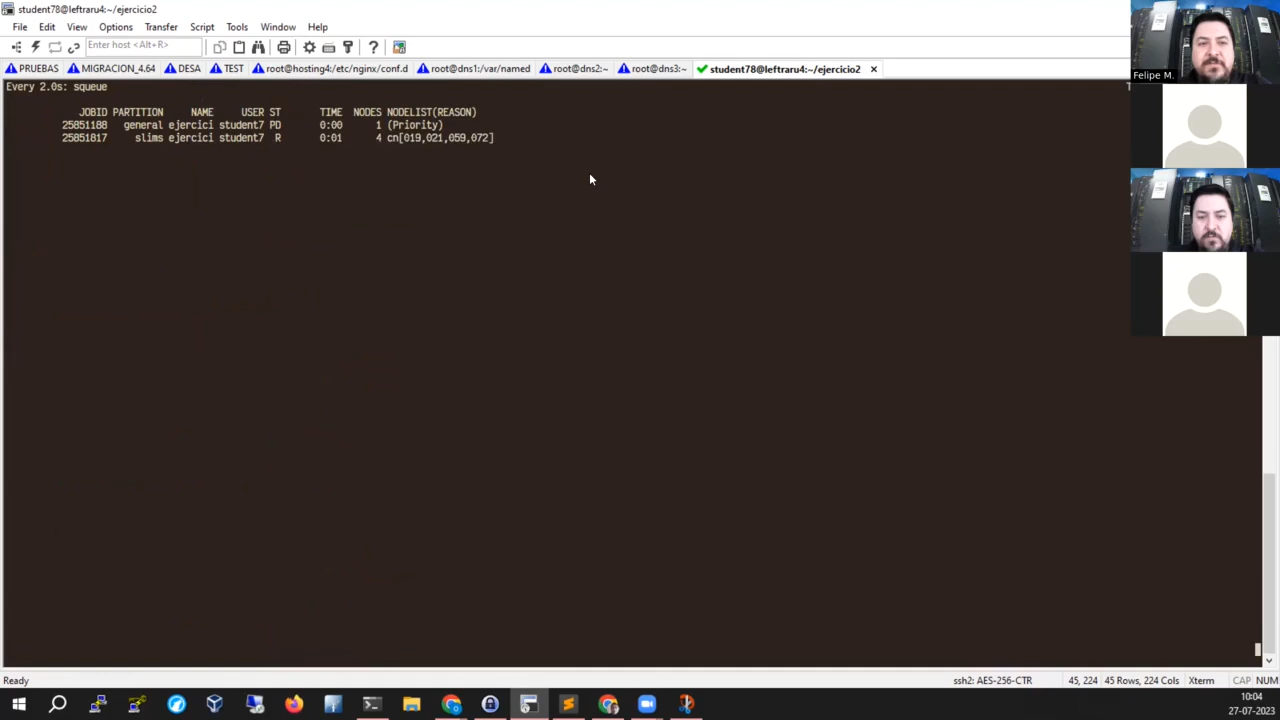 student78@leftraru4:~/ejercicio2
File Edit View Options Transfer Script Tools Window Help
Enter host <Alt+R>
PRUEBAS MIGRACION_4.64 DESA TEST root@hosting4:/etc/nginx/conf.d root@dns1:/var/named root@dns2:~ root@dns3:~ student78@leftraru4:~/ejercicio2
Every 2.0s: squeue
JOBID PARTITION NAME USER ST TIME NODES NODELIST(REASON)
25851188 general ejercici student7 PD 0:00 1 (Priority)
25851817 slims ejercici student7 R 0:01 4 cn[019,021,059,072]
Felipe M.
Ready ssh2: AES-256-CTR 45, 224 45 Rows, 224 Cols Xterm CAP NUM
10:04
27-07-2023